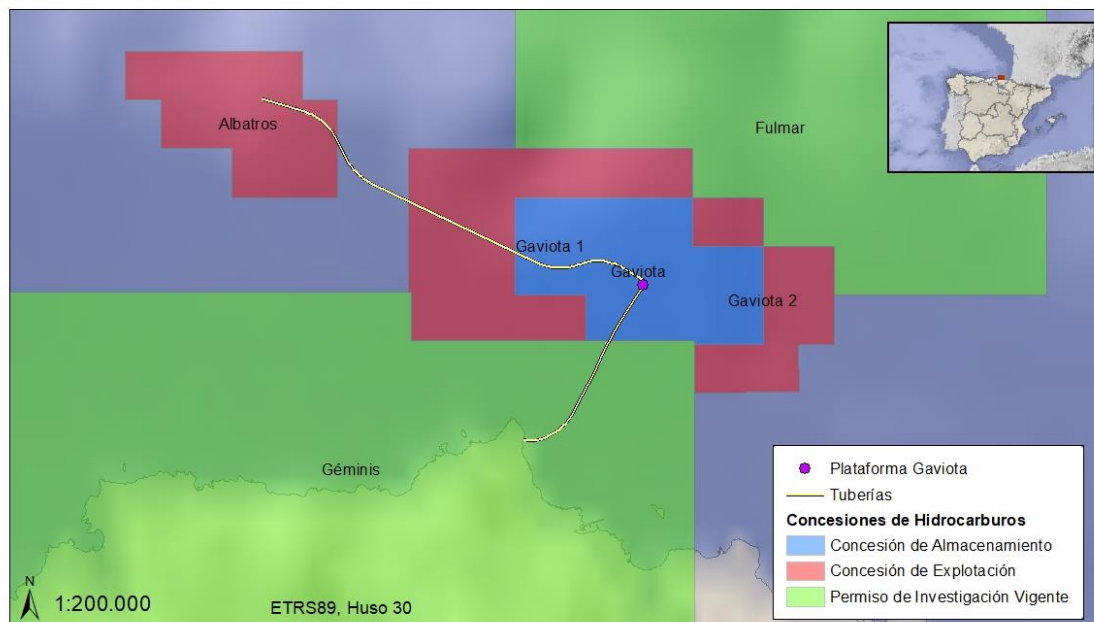 Albatros
Fulmar
Gaviota 1
Gaviota
Gaviota 2
Géminis
N
1:200.000
ETRS89, Huso 30
Plataforma Gaviota
Tuberías
Concesiones de Hidrocarburos
Concesión de Almacenamiento
Concesión de Explotación
Permiso de Investigación Vigente